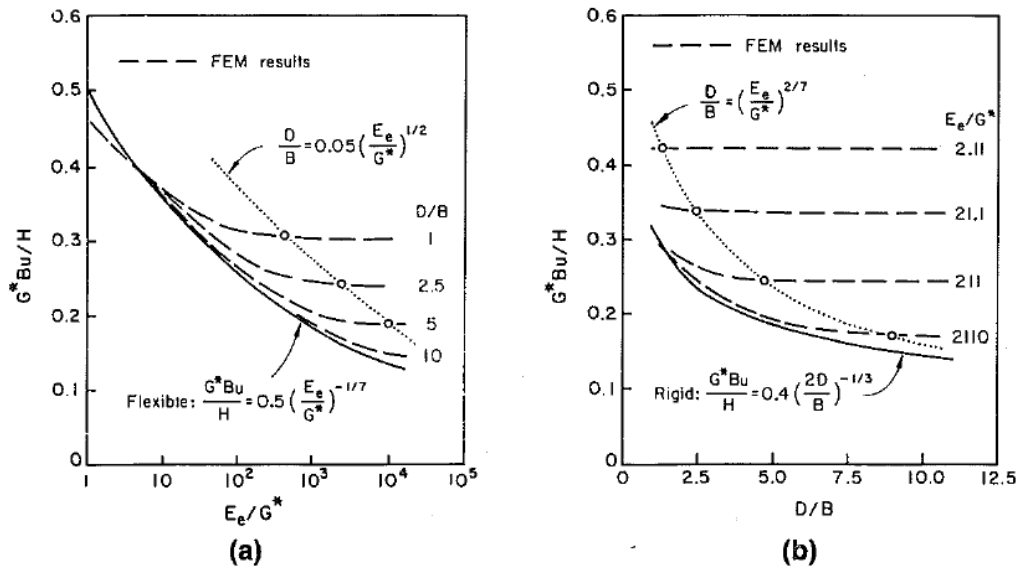 0.6
0.5
0.4
0.3
0.2
0.1
0
G*Bu/H
FEM results
D/B = 0.05 (Ee/G*)^1/2
D/B
1
2.5
5
10
Flexible: G*Bu/H = 0.5 (Ee/G*)^-1/7
1 10 10^2 10^3 10^4 10^5
Ee/G*
(a)
0.6
0.5
0.4
0.3
0.2
0.1
0
G*Bu/H
FEM results
D/B = (Ee/G*)^2/7
Ee/G*
2.11
21.1
211
2110
Rigid: G*Bu/H = 0.4 (2D/B)^-1/3
0 2.5 5.0 7.5 10.0 12.5
D/B
(b)